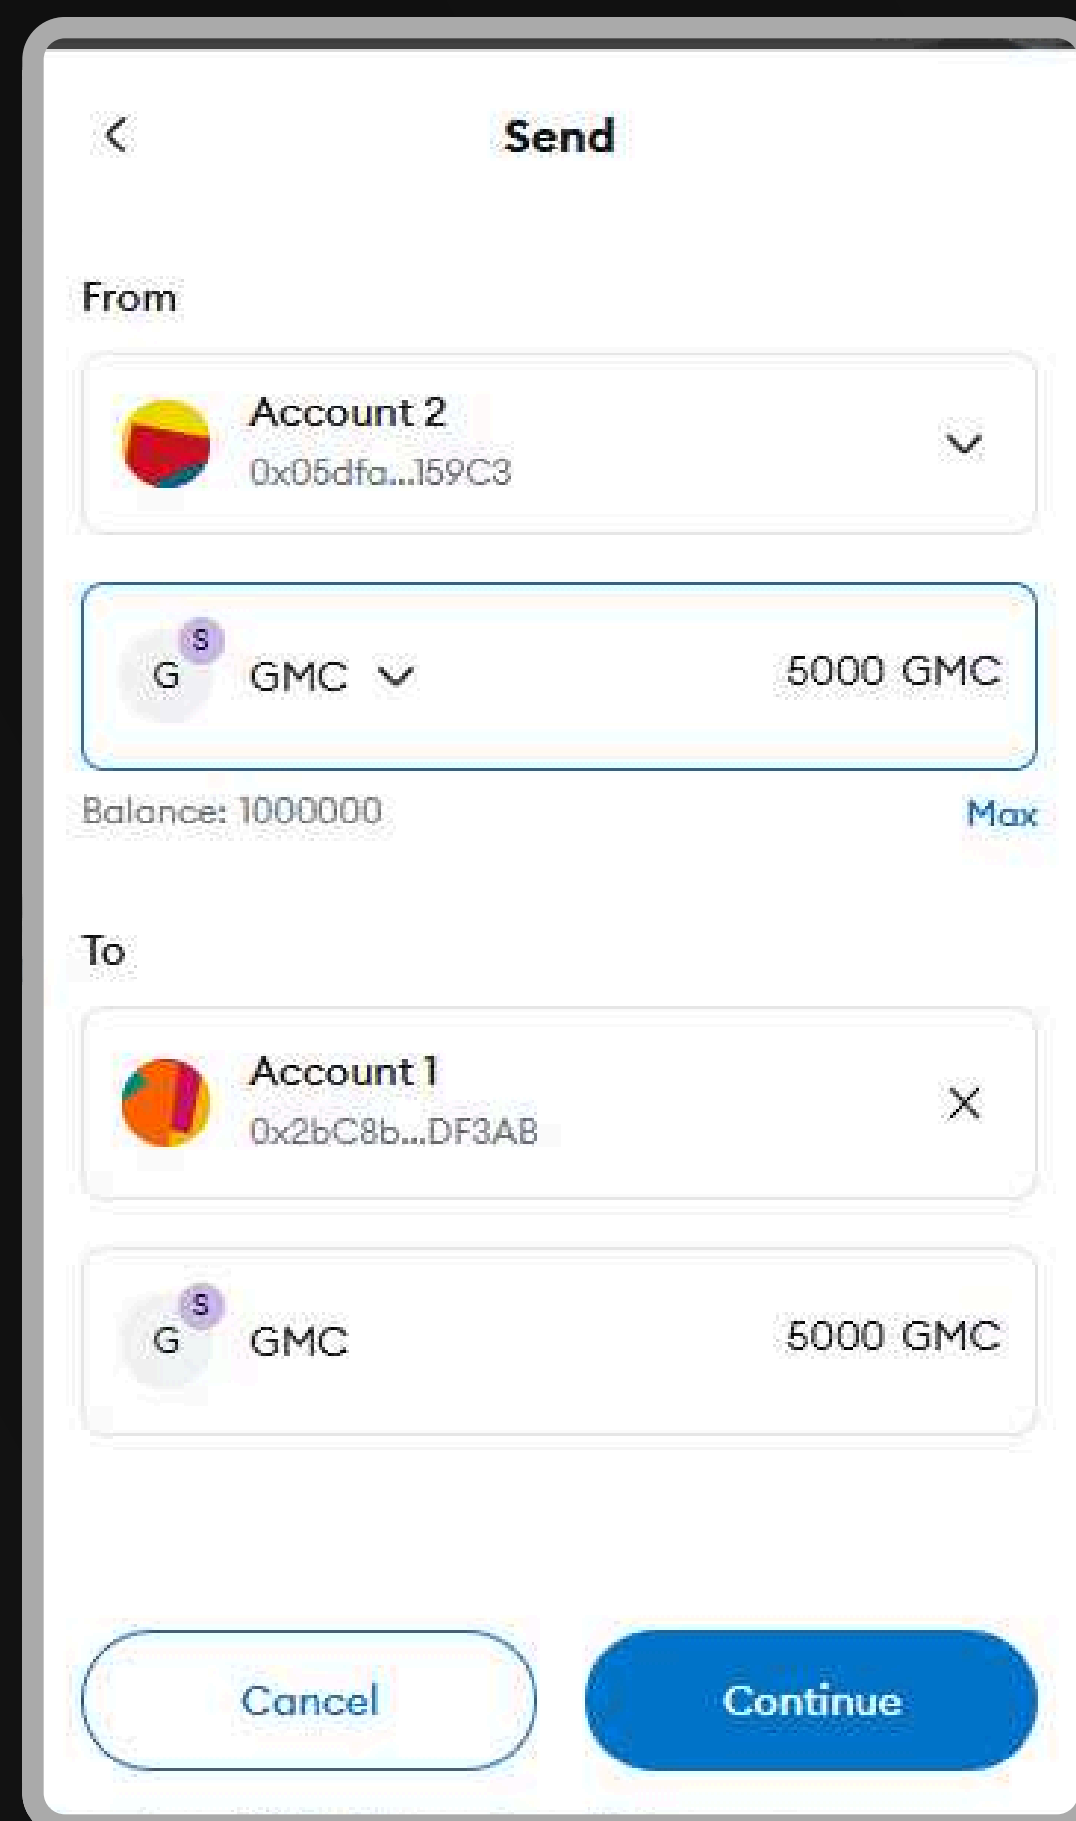 Send
From
Account 2
0x05dfa...159C3
S
G GMC 5000 GMC
Balance: 1000000 Max
To
Account 1
0x2bC8b...DF3AB
S
G GMC 5000 GMC
Cancel Continue